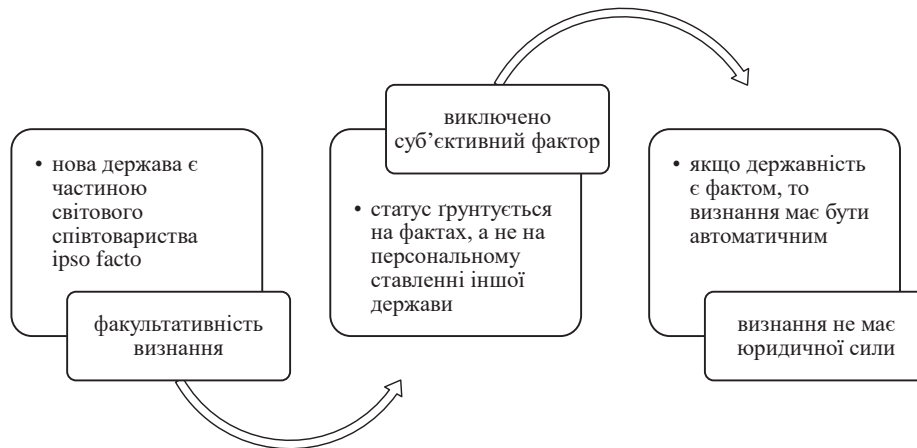 • нова держава є
частиною
світового
співтовариства
ipso facto
факультативність
визнання
виключено
суб’єктивний фактор
• статус ґрунтується
на фактах, а не на
персональному
ставленні іншої
держави
• якщо державність
є фактом, то
визнання має бути
автоматичним
визнання не має
юридичної сили